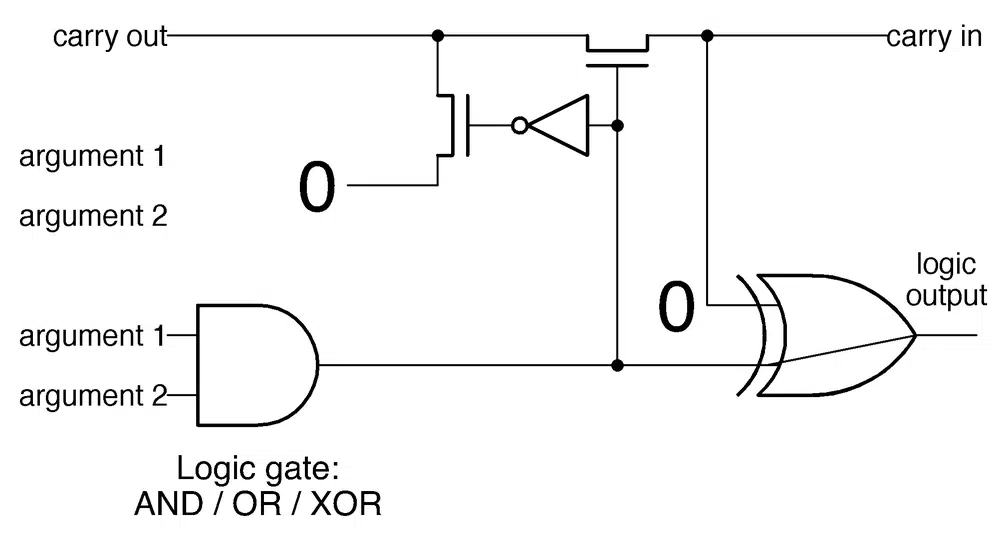 carry out
carry in
argument 1
0
argument 2
logic
output
0
argument 1
argument 2
Logic gate:
AND / OR / XOR